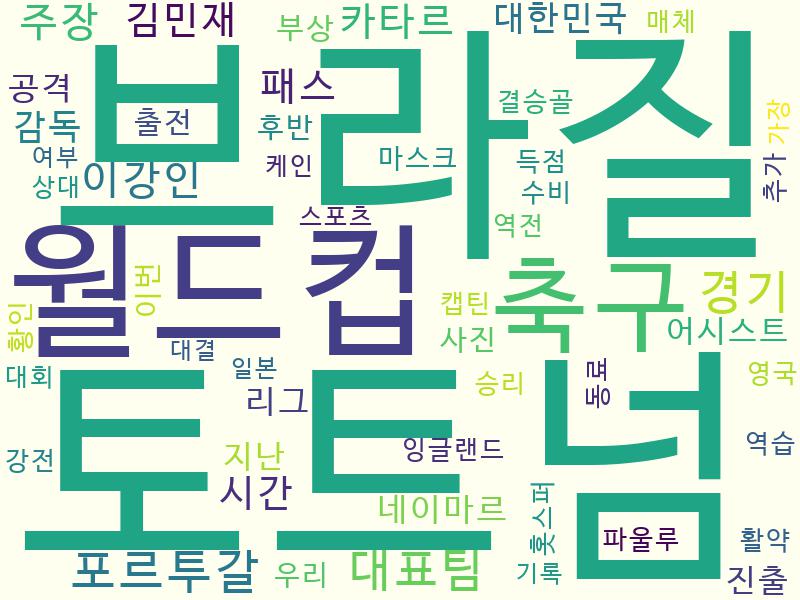 주장
김민재
부상
카타르
대한민국
매체
브라질
공격
패스
결승골
가장
감독
출전
후반
여부
케인
마스크
득점
상대
이강인
수비
추가
스포츠
역전
월드컵
축구
경기
이번
캡틴
황인
사진
어시스트
대결
대회
일본
리그
승리
동료
영국
토트넘
강전
지난
잉글랜드
역습
시간
네이마르
홋스퍼
파울루
활약
포르투갈
우리
대표팀
기록
진출